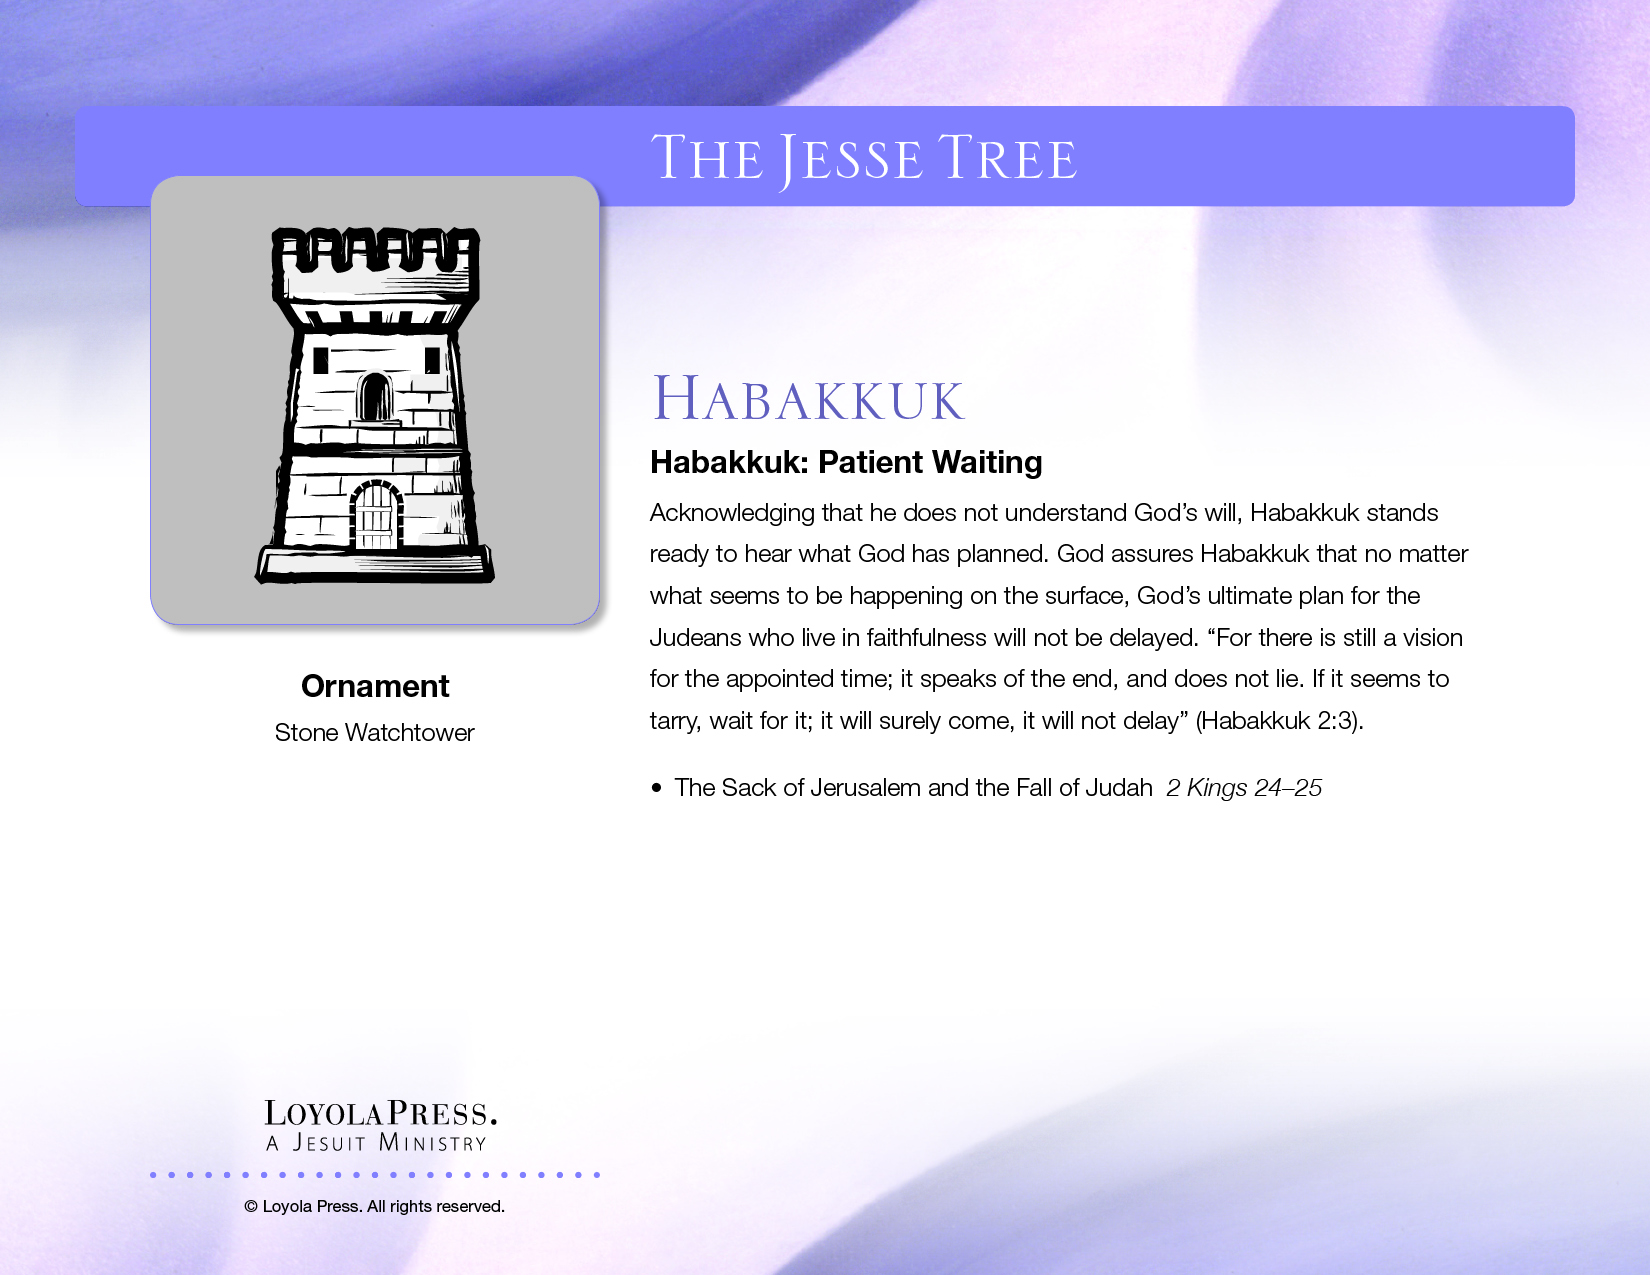 The Jesse Tree
Habakkuk
Habakkuk: Patient Waiting
Acknowledging that he does not understand God’s will, Habakkuk stands
ready to hear what God has planned. God assures Habakkuk that no matter
what seems to be happening on the surface, God’s ultimate plan for the
Judeans who live in faithfulness will not be delayed. “For there is still a vision
for the appointed time; it speaks of the end, and does not lie. If it seems to
tarry, wait for it; it will surely come, it will not delay” (Habakkuk 2:3).
• The Sack of Jerusalem and the Fall of Judah 2 Kings 24–25
Ornament
Stone Watchtower
LoyolaPress.
A Jesuit Ministry
© Loyola Press. All rights reserved.